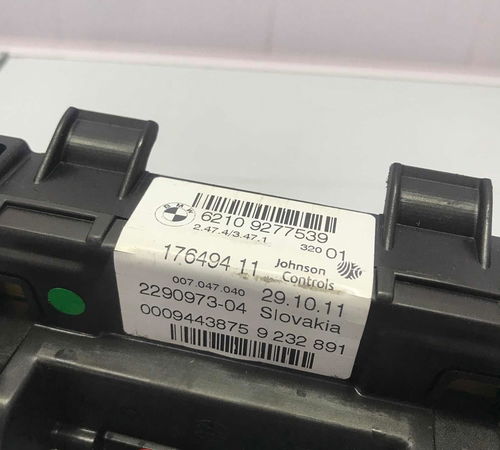 BMW
6210 9277539
2.47.4/3.47.1 320 01
176494 11 Johnson Controls
007.047.040 29.10.11
2290973-04 Slovakia
0009443875 9 232 891